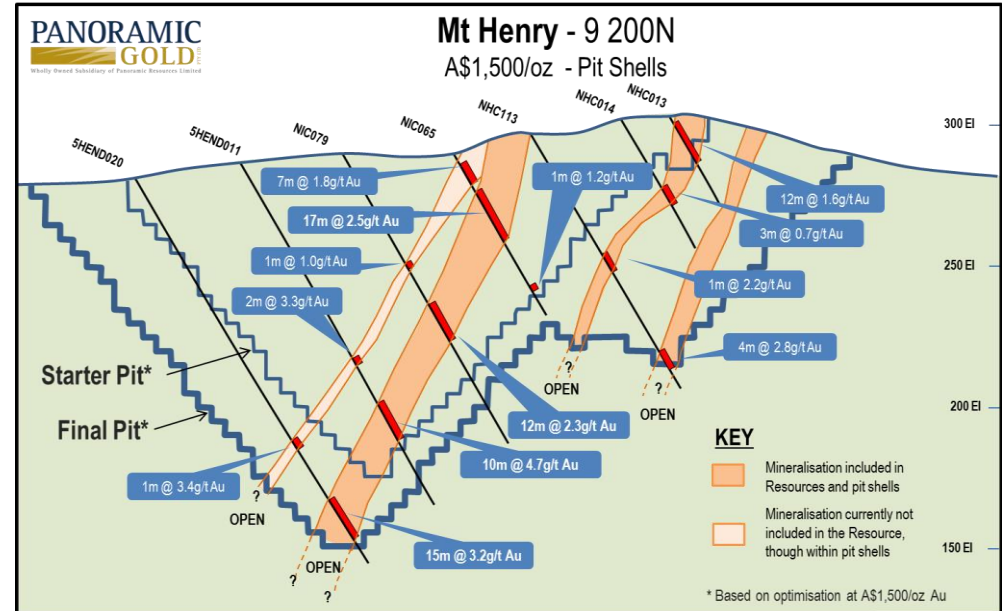 PANORAMIC
GOLD PTY LTD
Wholly Owned Subsidiary of Panoramic Resources Limited
Mt Henry - 9 200N
A$1,500/oz - Pit Shells
5HEND020
5HEND011
NIC079
NIC065
NHC113
NHC014
NHC013
300 El
250 El
200 El
150 El
7m @ 1.8g/t Au
17m @ 2.5g/t Au
1m @ 1.0g/t Au
2m @ 3.3g/t Au
1m @ 3.4g/t Au
1m @ 1.2g/t Au
12m @ 1.6g/t Au
3m @ 0.7g/t Au
1m @ 2.2g/t Au
4m @ 2.8g/t Au
12m @ 2.3g/t Au
10m @ 4.7g/t Au
15m @ 3.2g/t Au
Starter Pit*
Final Pit*
?
OPEN
?
OPEN
?
?
OPEN
?
?
OPEN
KEY
Mineralisation included in
Resources and pit shells
Mineralisation currently not
included in the Resource,
though within pit shells
* Based on optimisation at A$1,500/oz Au